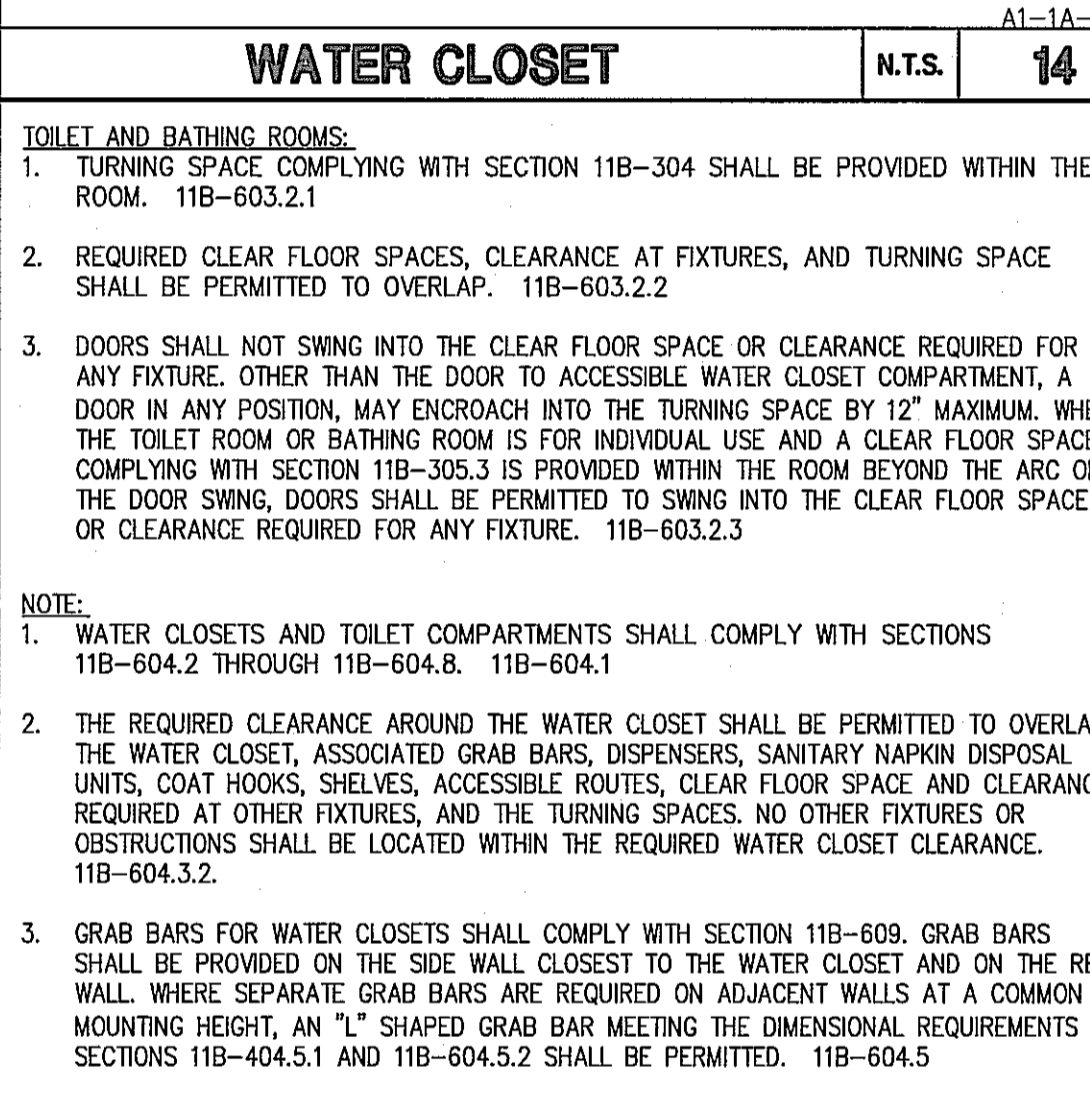 A1-1A-
WATER CLOSET N.T.S. 14
TOILET AND BATHING ROOMS:
1. TURNING SPACE COMPLYING WITH SECTION 11B-304 SHALL BE PROVIDED WITHIN THE
ROOM. 11B-603.2.1
2. REQUIRED CLEAR FLOOR SPACES, CLEARANCE AT FIXTURES, AND TURNING SPACE
SHALL BE PERMITTED TO OVERLAP. 11B-603.2.2
3. DOORS SHALL NOT SWING INTO THE CLEAR FLOOR SPACE OR CLEARANCE REQUIRED FOR
ANY FIXTURE. OTHER THAN THE DOOR TO ACCESSIBLE WATER CLOSET COMPARTMENT, A
DOOR IN ANY POSITION, MAY ENCROACH INTO THE TURNING SPACE BY 12" MAXIMUM. WHE
THE TOILET ROOM OR BATHING ROOM IS FOR INDIVIDUAL USE AND A CLEAR FLOOR SPACE
COMPLYING WITH SECTION 11B-305.3 IS PROVIDED WITHIN THE ROOM BEYOND THE ARC O
THE DOOR SWING, DOORS SHALL BE PERMITTED TO SWING INTO THE CLEAR FLOOR SPACE
OR CLEARANCE REQUIRED FOR ANY FIXTURE. 11B-603.2.3
NOTE:
1. WATER CLOSETS AND TOILET COMPARTMENTS SHALL COMPLY WITH SECTIONS
11B-604.2 THROUGH 11B-604.8. 11B-604.1
2. THE REQUIRED CLEARANCE AROUND THE WATER CLOSET SHALL BE PERMITTED TO OVERLA
THE WATER CLOSET, ASSOCIATED GRAB BARS, DISPENSERS, SANITARY NAPKIN DISPOSAL
UNITS, COAT HOOKS, SHELVES, ACCESSIBLE ROUTES, CLEAR FLOOR SPACE AND CLEARANC
REQUIRED AT OTHER FIXTURES, AND THE TURNING SPACES. NO OTHER FIXTURES OR
OBSTRUCTIONS SHALL BE LOCATED WITHIN THE REQUIRED WATER CLOSET CLEARANCE.
11B-604.3.2.
3. GRAB BARS FOR WATER CLOSETS SHALL COMPLY WITH SECTION 11B-609. GRAB BARS
SHALL BE PROVIDED ON THE SIDE WALL CLOSEST TO THE WATER CLOSET AND ON THE RE
WALL. WHERE SEPARATE GRAB BARS ARE REQUIRED ON ADJACENT WALLS AT A COMMON
MOUNTING HEIGHT, AN "L" SHAPED GRAB BAR MEETING THE DIMENSIONAL REQUIREMENTS
SECTIONS 11B-404.5.1 AND 11B-604.5.2 SHALL BE PERMITTED. 11B-604.5